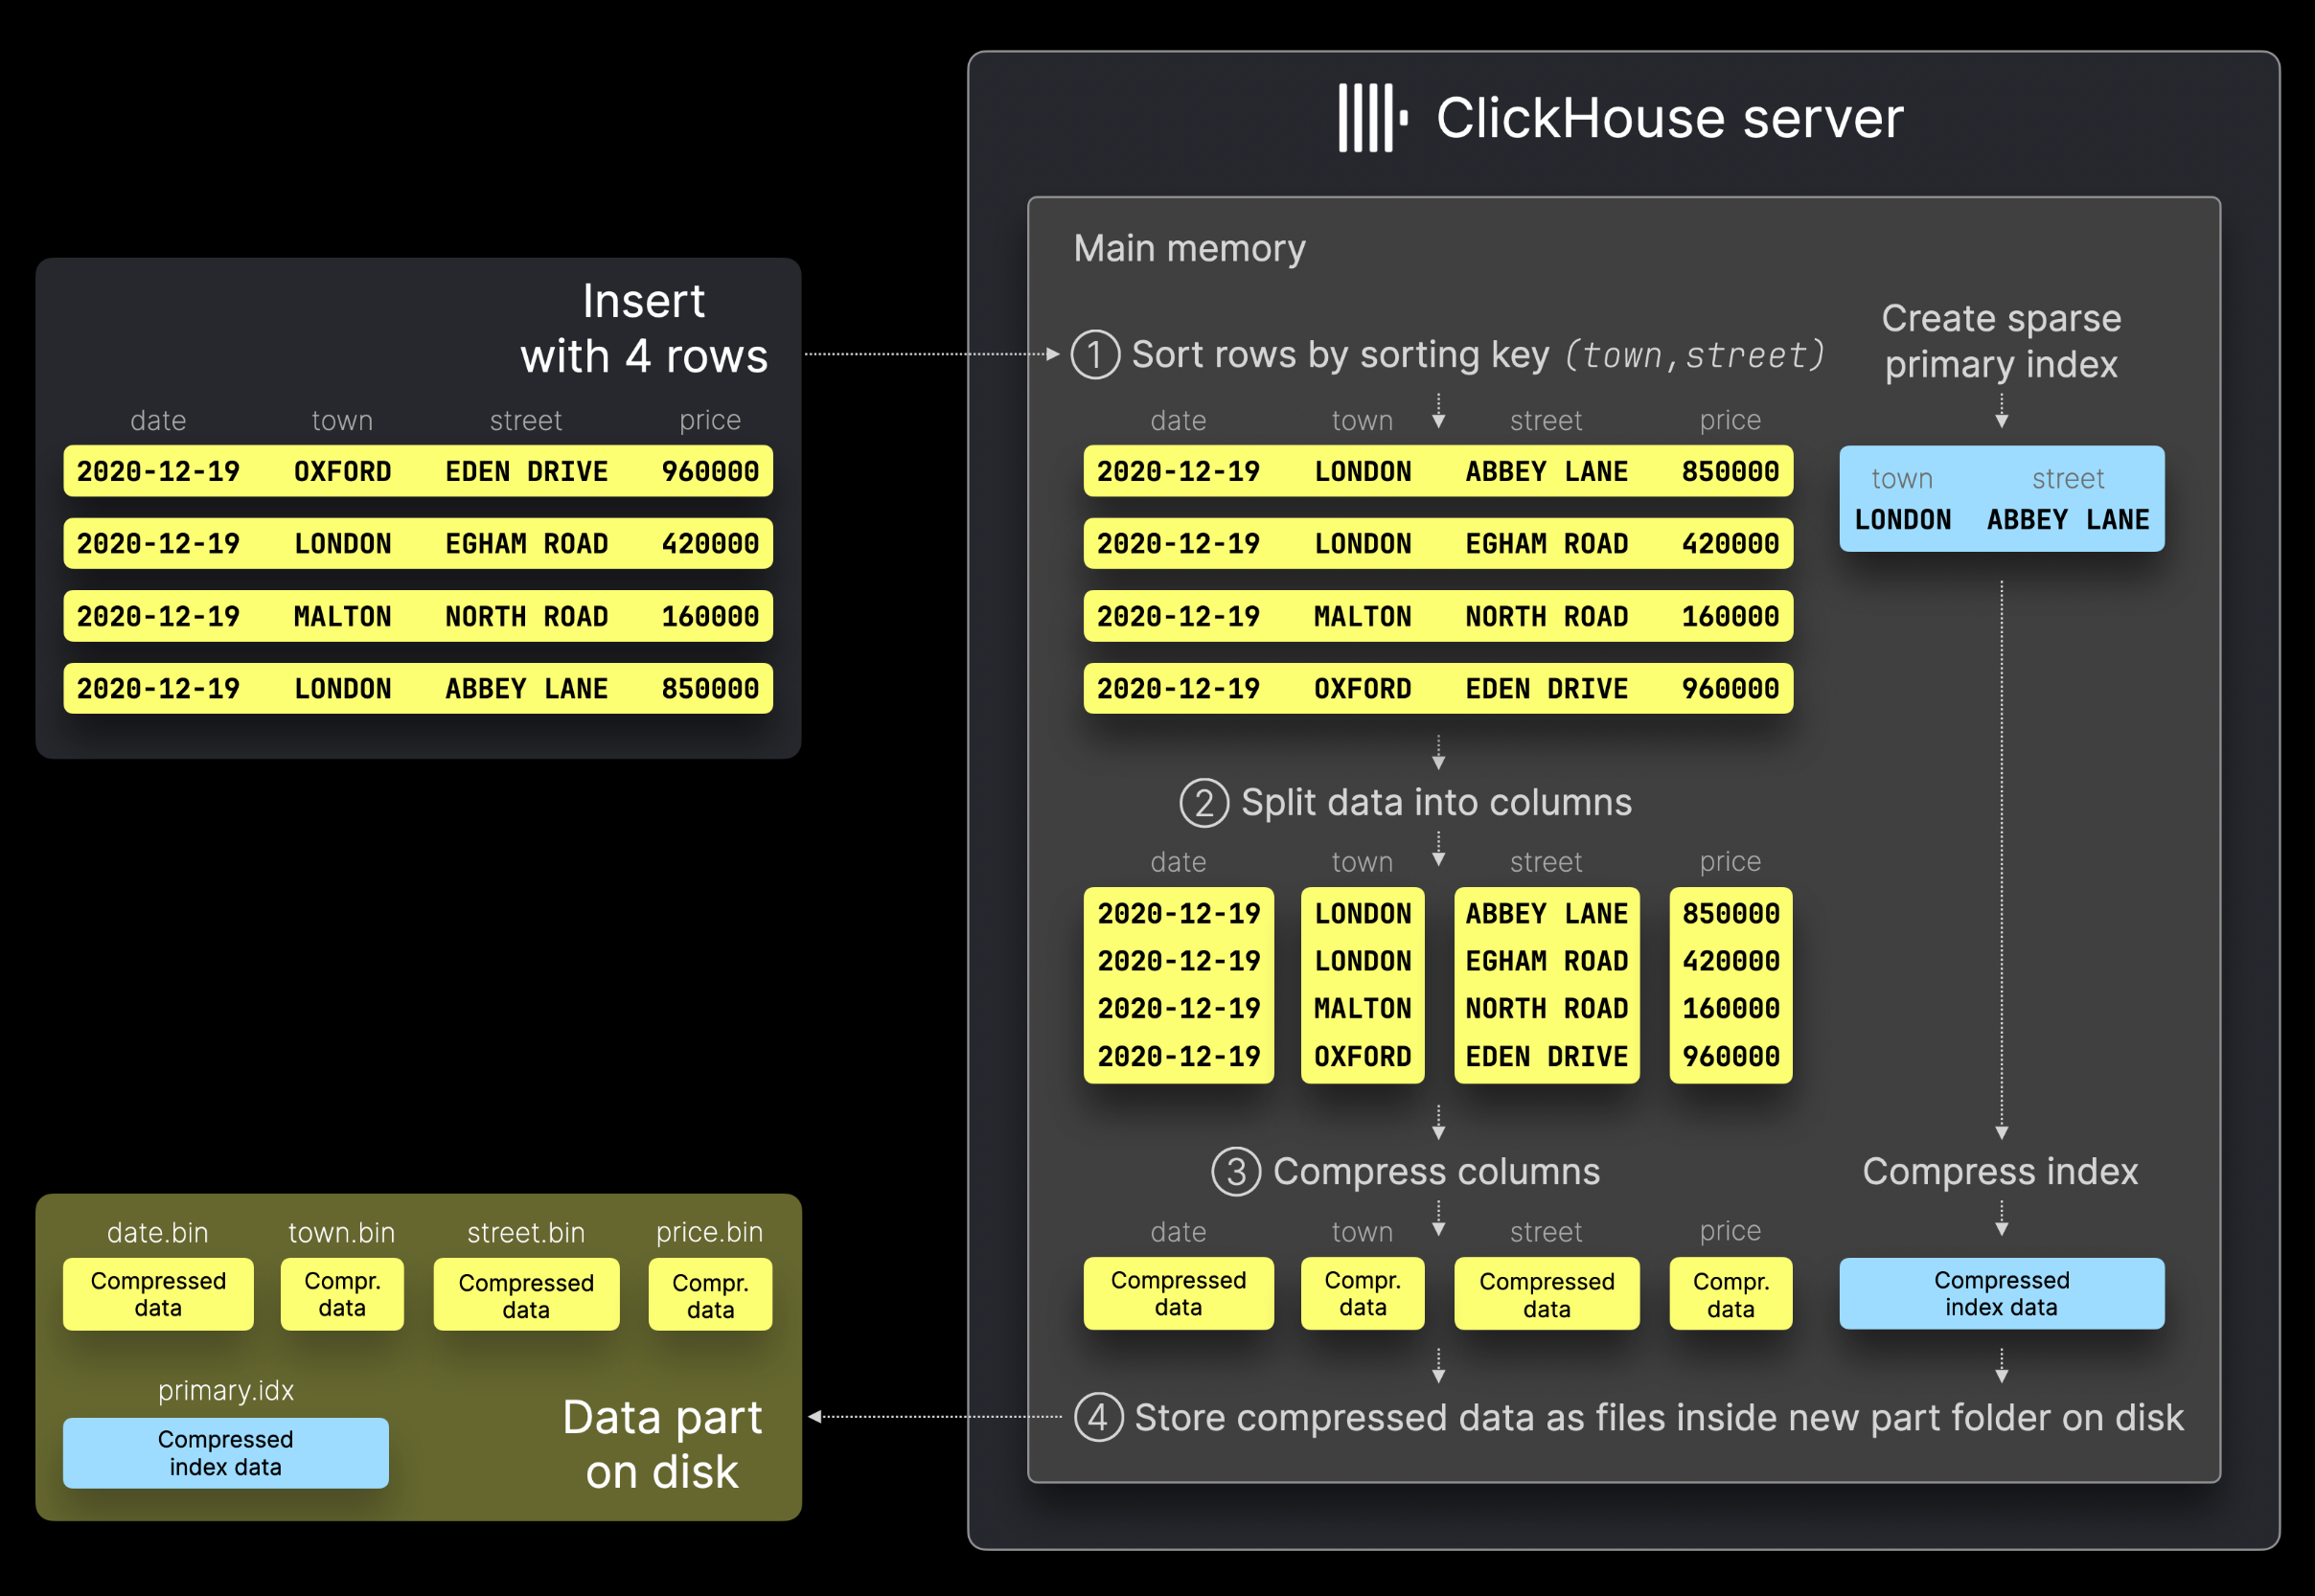 ClickHouse server
Insert
with 4 rows
date town street price
2020-12-19 OXFORD EDEN DRIVE 960000
2020-12-19 LONDON EGHAM ROAD 420000
2020-12-19 MALTON NORTH ROAD 160000
2020-12-19 LONDON ABBEY LANE 850000
Main memory
1 Sort rows by sorting key (town,street)
date town street price
2020-12-19 LONDON ABBEY LANE 850000
2020-12-19 LONDON EGHAM ROAD 420000
2020-12-19 MALTON NORTH ROAD 160000
2020-12-19 OXFORD EDEN DRIVE 960000
Create sparse
primary index
town street
LONDON ABBEY LANE
2 Split data into columns
date town street price
2020-12-19 LONDON ABBEY LANE 850000
2020-12-19 LONDON EGHAM ROAD 420000
2020-12-19 MALTON NORTH ROAD 160000
2020-12-19 OXFORD EDEN DRIVE 960000
3 Compress columns
Compress index
date town street price
Compressed Compr. Compressed Compr.
data data data data
Compressed
index data
4 Store compressed data as files inside new part folder on disk
date.bin town.bin street.bin price.bin
Compressed Compr. Compressed Compr.
data data data data
primary.idx
Compressed
index data
Data part
on disk